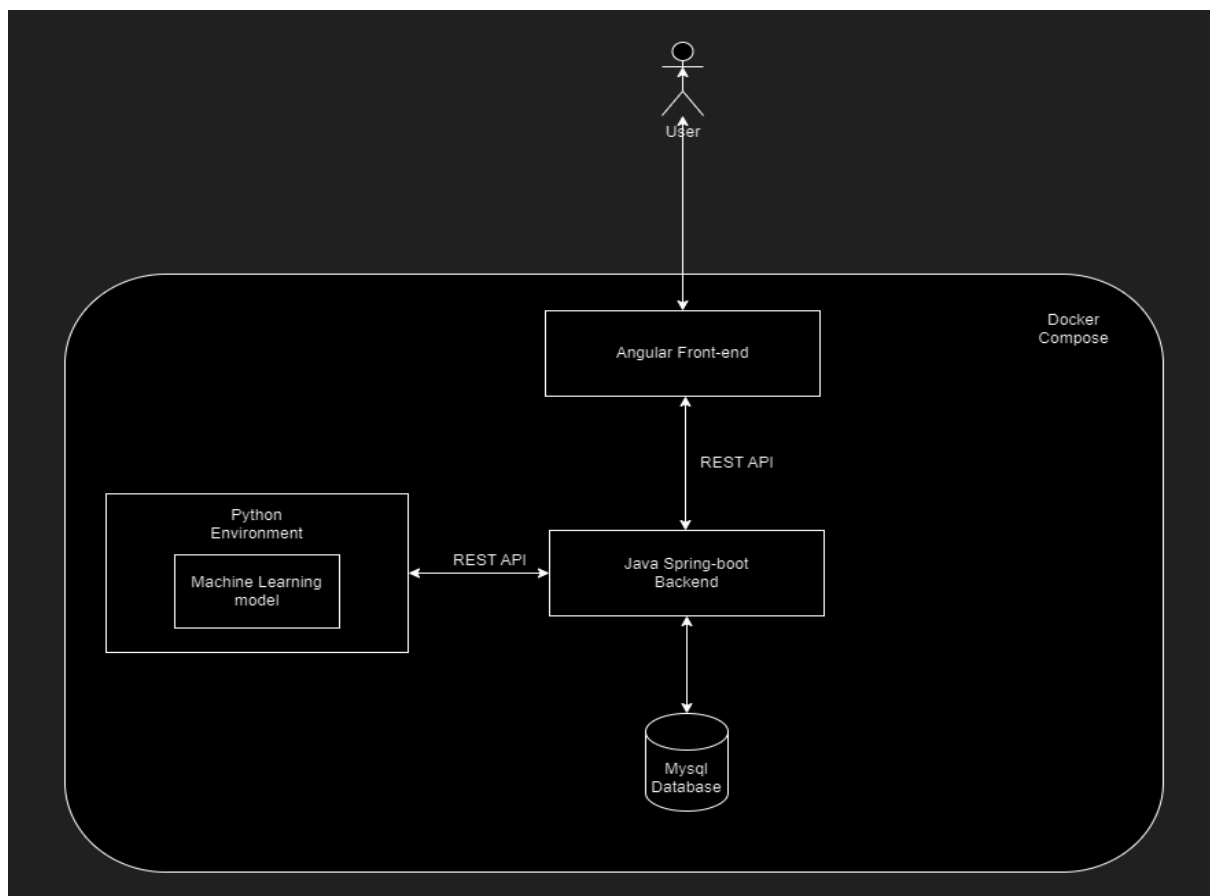 User
Docker
Compose
Angular Front-end
REST API
Python
Environment
Machine Learning
model
REST API
Java Spring-boot
Backend
Mysql
Database